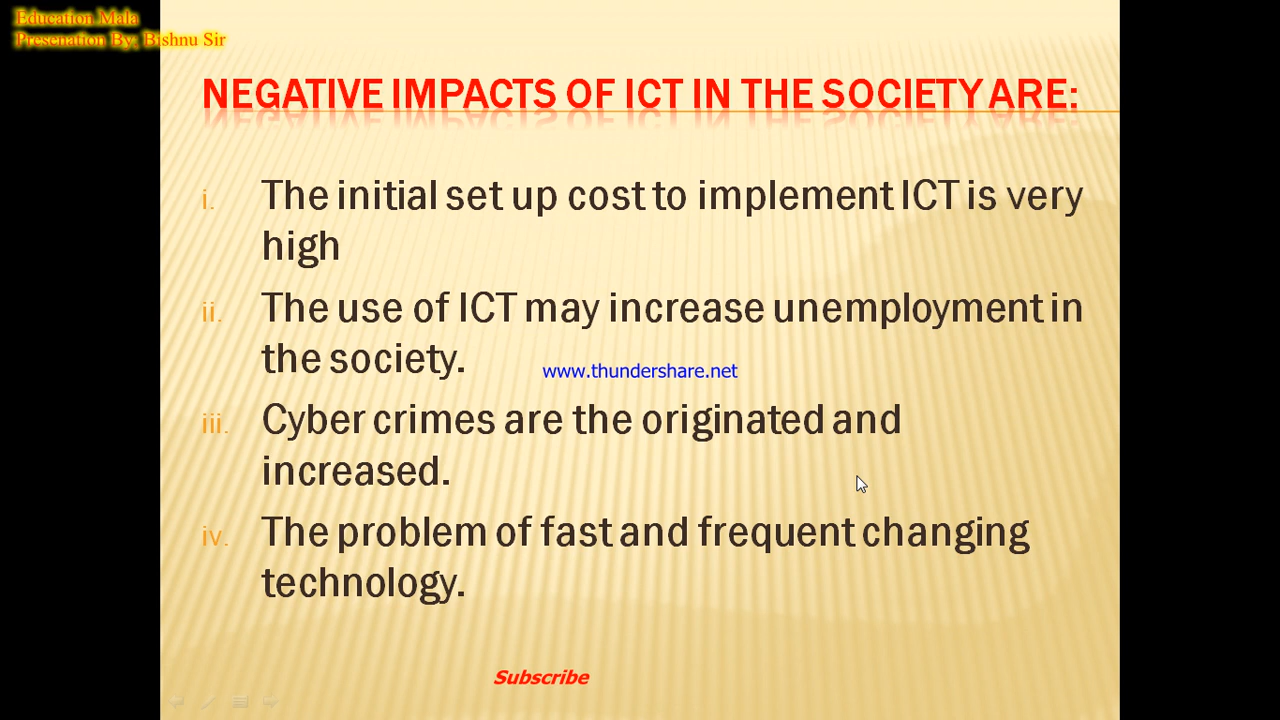 Education Mala
Presenation By; Bishnu Sir
NEGATIVE IMPACTS OF ICT IN THE SOCIETY ARE:
i. The initial set up cost to implement ICT is very
high
ii. The use of ICT may increase unemployment in
the society.
www.thundershare.net
iii. Cyber crimes are the originated and
increased.
iv. The problem of fast and frequent changing
technology.
Subscribe